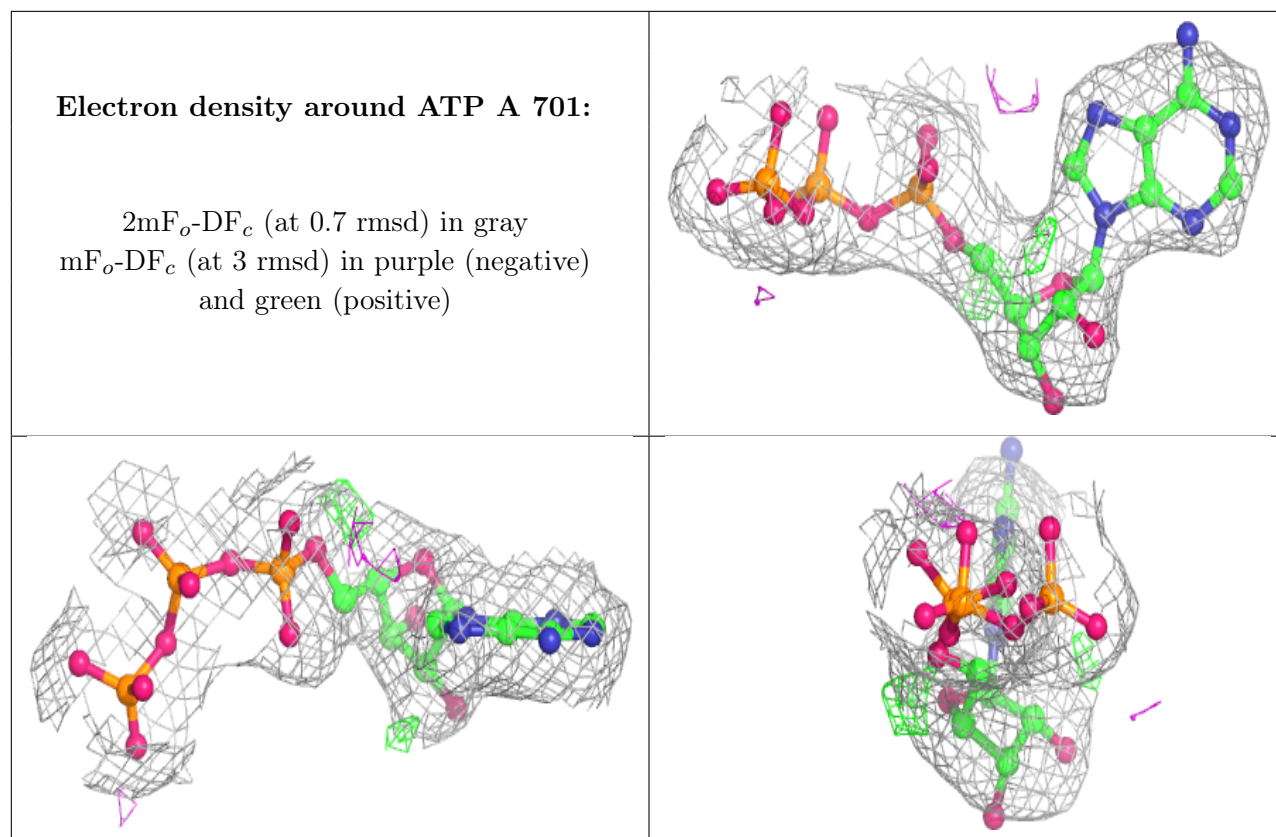 Electron density around ATP A 701:
2mFo-DFc (at 0.7 rmsd) in gray
mFo-DFc (at 3 rmsd) in purple (negative)
and green (positive)